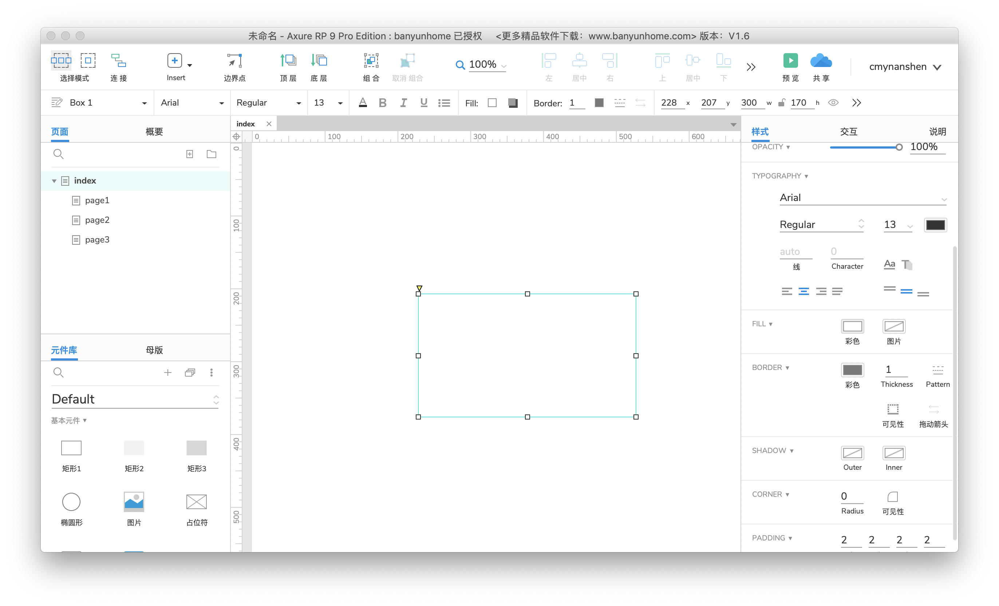 未命名 - Axure RP 9 Pro Edition : banyunhome 已授权 <更多精品软件下载：www.banyunhome.com> 版本：V1.6
选择模式 连接 Insert 边界点 顶层 底层 组合 取消 组合 100% 左 居中 右 上 居中 下 预览 共享 cmynanshen
Box 1 Arial Regular 13 A B I U Fill: Border: 1 228 x 207 y 300 w 170 h
页面 概要
index
page1
page2
page3
元件库 母版
Default
基本元件
矩形1 矩形2 矩形3
椭圆形 图片 占位符
index
0 100 200 300 400 500 600
0
100
200
300
400
500
样式 交互 说明
OPACITY 100%
TYPOGRAPHY
Arial
Regular 13
auto 0
线 Character Aa T
FILL
彩色 图片
BORDER 1
彩色 Thickness Pattern
可见性 拖动箭头
SHADOW
Outer Inner
CORNER 0
Radius 可见性
PADDING 2 2 2 2